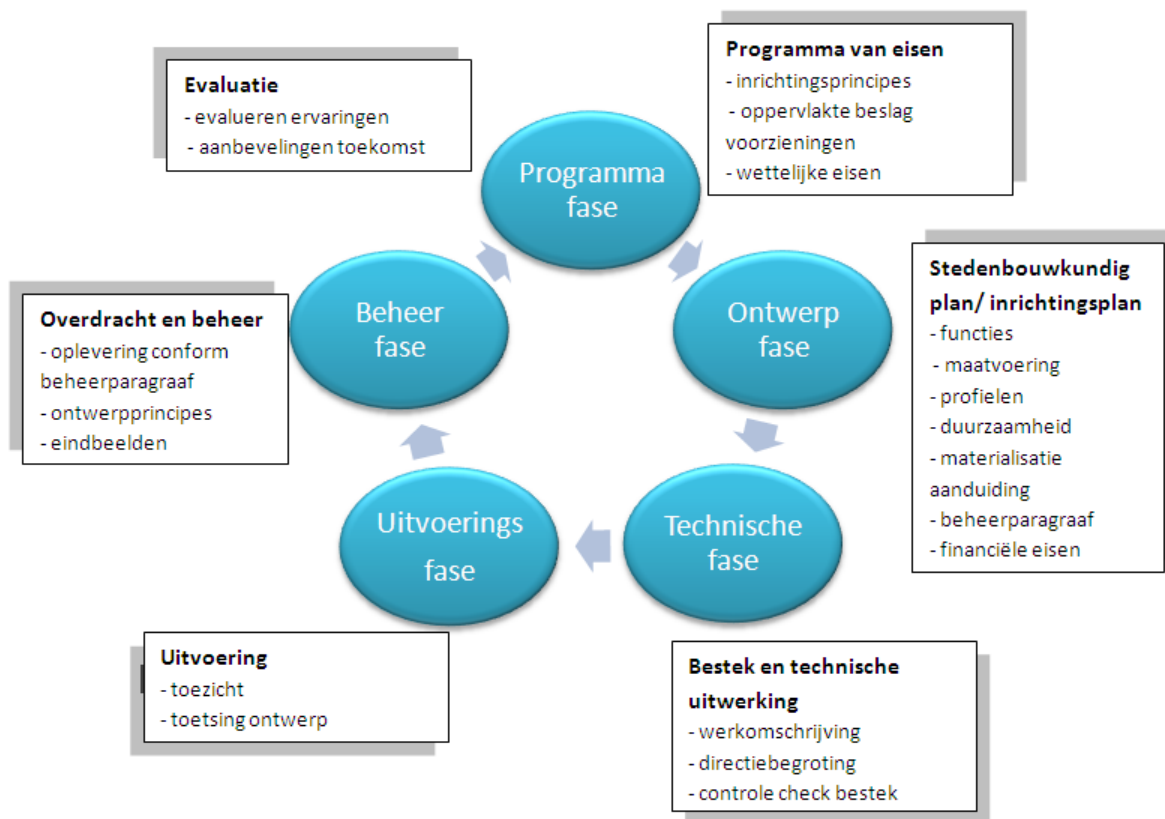 Evaluatie
- evalueren ervaringen
- aanbevelingen toekomst
Programma van eisen
- inrichtingsprincipes
- oppervlakte beslag
voorzieningen
- wettelijke eisen
Programma
fase
Stedenbouwkundig
plan/ inrichtingsplan
- functies
- maatvoering
- profielen
- duurzaamheid
- materialisatie
aanduiding
- beheerparagraaf
- financiële eisen
Ontwerp
fase
Beheer
fase
Overdracht en beheer
- oplevering conform
beheerparagraaf
- ontwerpprincipes
- eindbeelden
Technische
fase
Uitvoerings
fase
Uitvoering
- toezicht
- toetsing ontwerp
Bestek en technische
uitwerking
- werkomschrijving
- directiebegroting
- controle check bestek